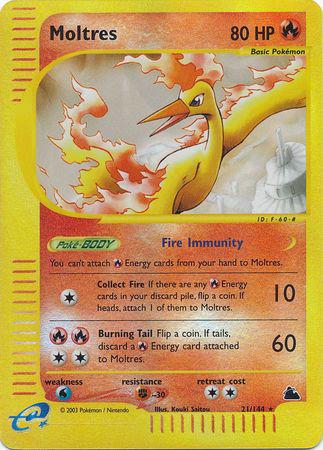 Moltres 80 HP
Basic Pokémon
ID: F-60-#
Poké-BODY Fire Immunity
You can't attach Energy cards from your hand to Moltres.
Collect Fire If there are any Energy
cards in your discard pile, flip a coin. If
heads, attach 1 of them to Moltres.
10
Burning Tail Flip a coin. If tails,
discard a Energy card attached
to Moltres.
60
weakness resistance retreat cost
-30
e
© 2003 Pokémon / Nintendo Illus. Kouki Saitou 21/144 ★